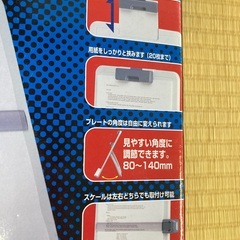 1
用紙をしっかりと挟みます(20枚まで)
プレートの角度は自由に変えられます
見やすい角度に
調節できます。
80~140mm
スケールは左右どちらでも取付け可能